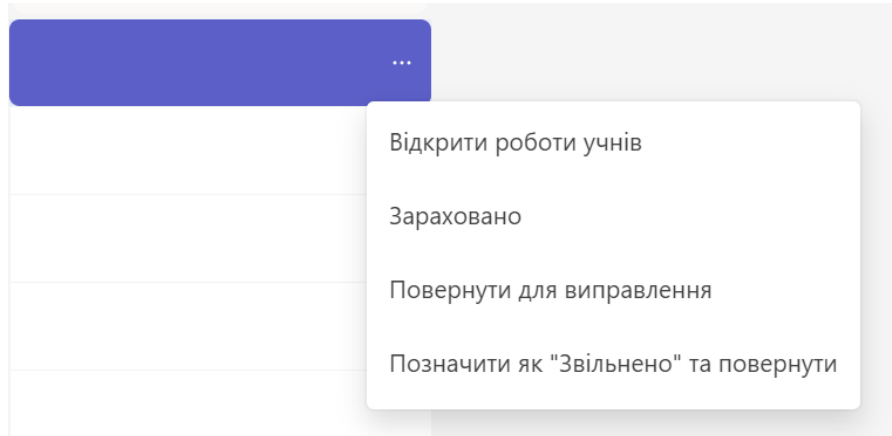 ...
Відкрити роботи учнів
Зараховано
Повернути для виправлення
Позначити як "Звільнено" та повернути